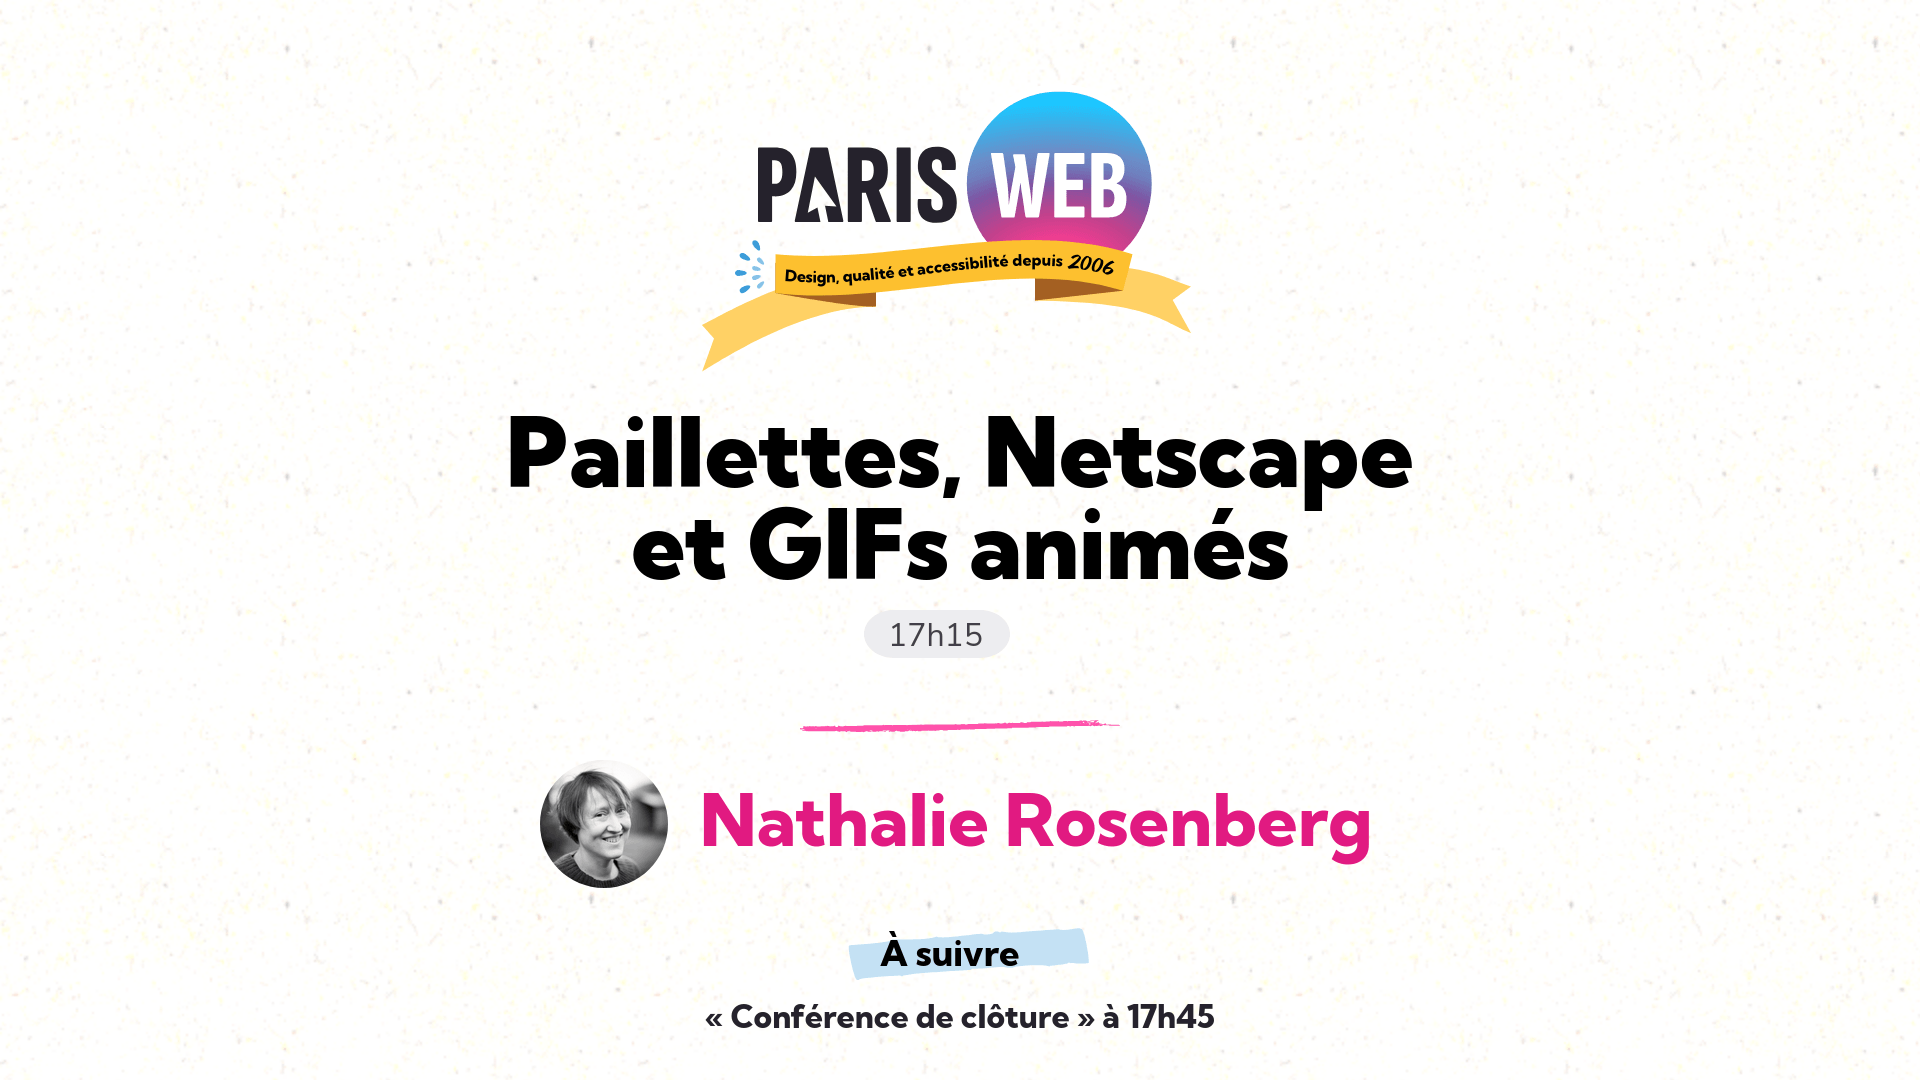 PARIS WEB
Design, qualité et accessibilité depuis 2006
Paillettes, Netscape
et GIFs animés
17h15
Nathalie Rosenberg
À suivre
« Conférence de clôture » à 17h45